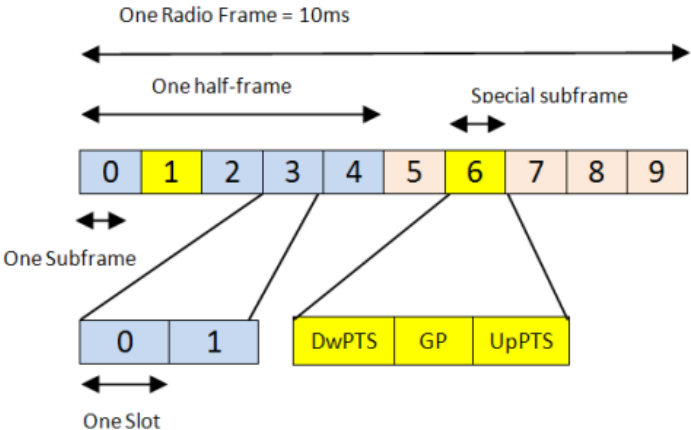 One Radio Frame = 10ms
One half-frame
Special subframe
0 1 2 3 4 5 6 7 8 9
One Subframe
0 1
DwPTS GP UpPTS
One Slot